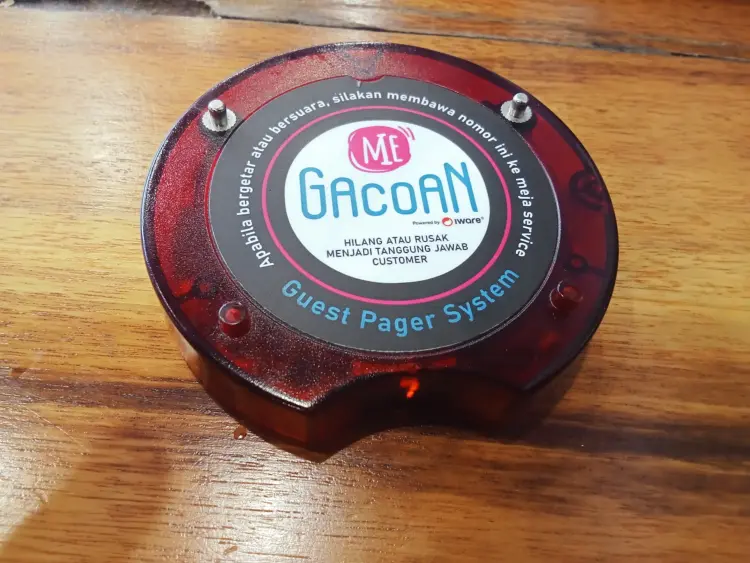 Apabila bergetar atau bersuara, silakan membawa nomor ini ke meja service
MIE
GACOAN
Powered by iware®
HILANG ATAU RUSAK
MENJADI TANGGUNG JAWAB
CUSTOMER
Guest Pager System
7